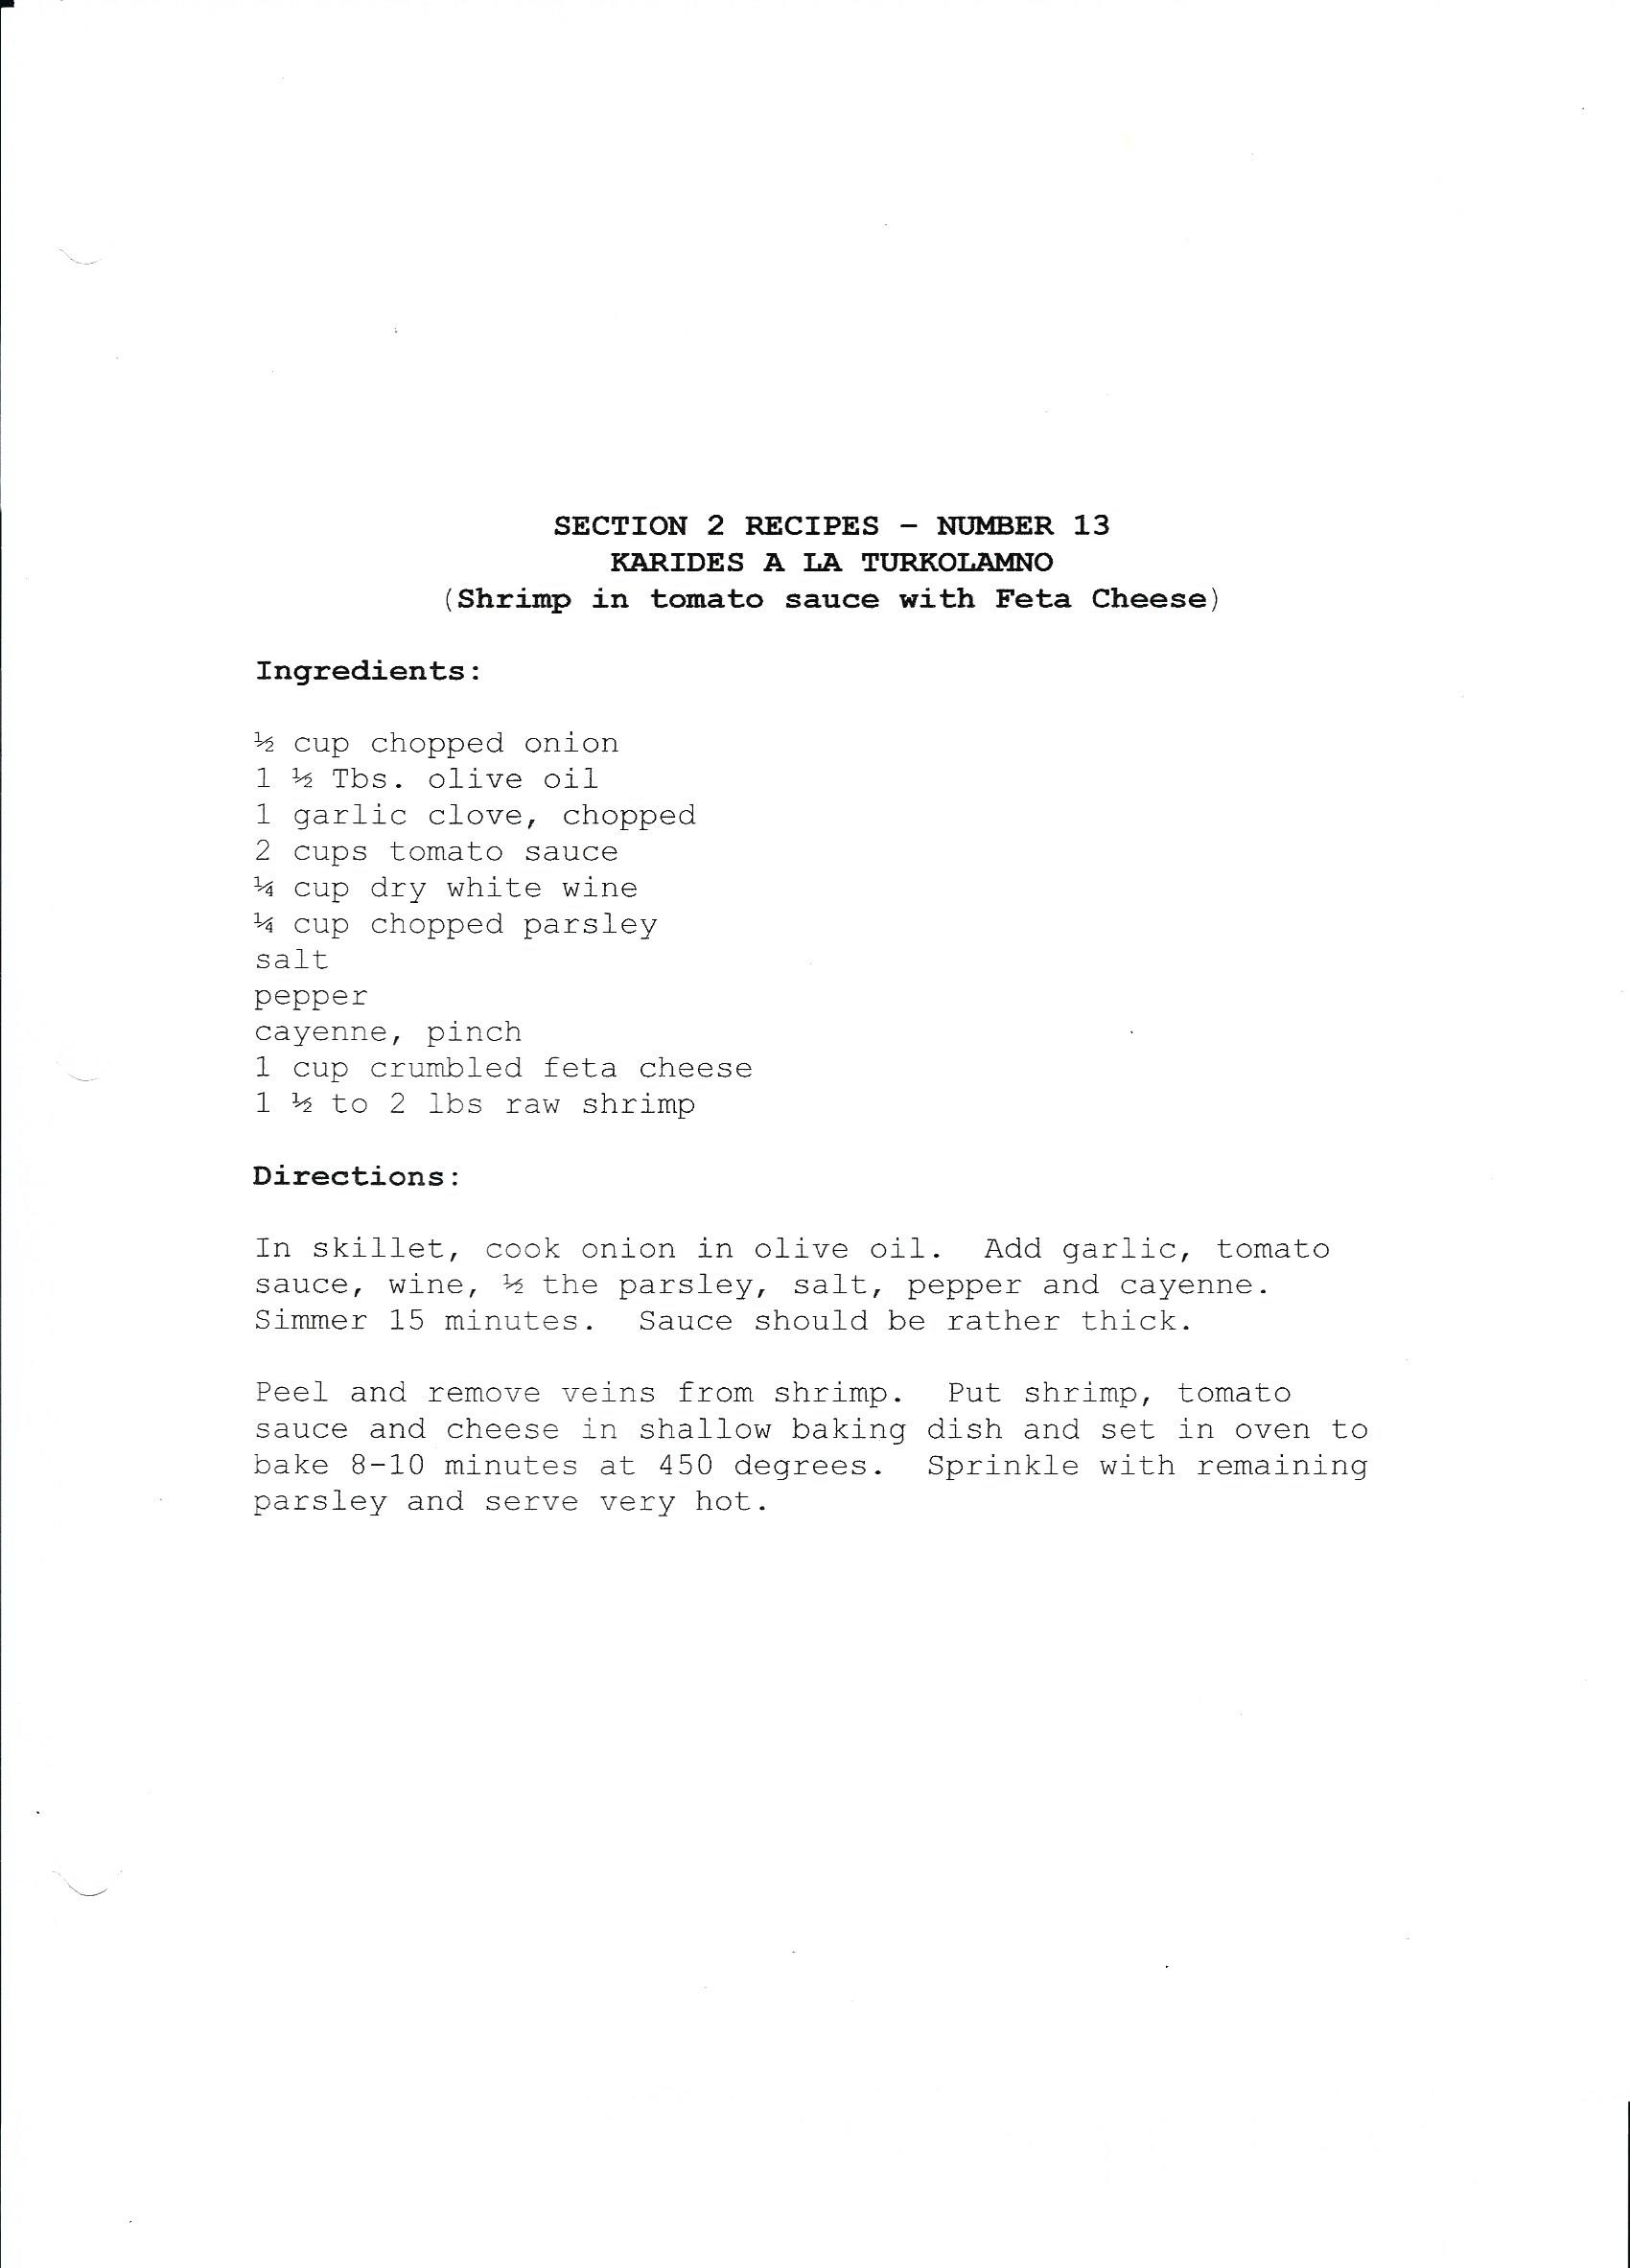 SECTION 2 RECIPES – NUMBER 13
KARIDES A LA TURKOLAMNO
(Shrimp in tomato sauce with Feta Cheese)
Ingredients:
½ cup chopped onion
1 ½ Tbs. olive oil
1 garlic clove, chopped
2 cups tomato sauce
¼ cup dry white wine
¼ cup chopped parsley
salt
pepper
cayenne, pinch
1 cup crumbled feta cheese
1 ½ to 2 lbs raw shrimp
Directions:
In skillet, cook onion in olive oil.  Add garlic, tomato
sauce, wine, ½ the parsley, salt, pepper and cayenne.
Simmer 15 minutes.  Sauce should be rather thick.
Peel and remove veins from shrimp.  Put shrimp, tomato
sauce and cheese in shallow baking dish and set in oven to
bake 8-10 minutes at 450 degrees.  Sprinkle with remaining
parsley and serve very hot.